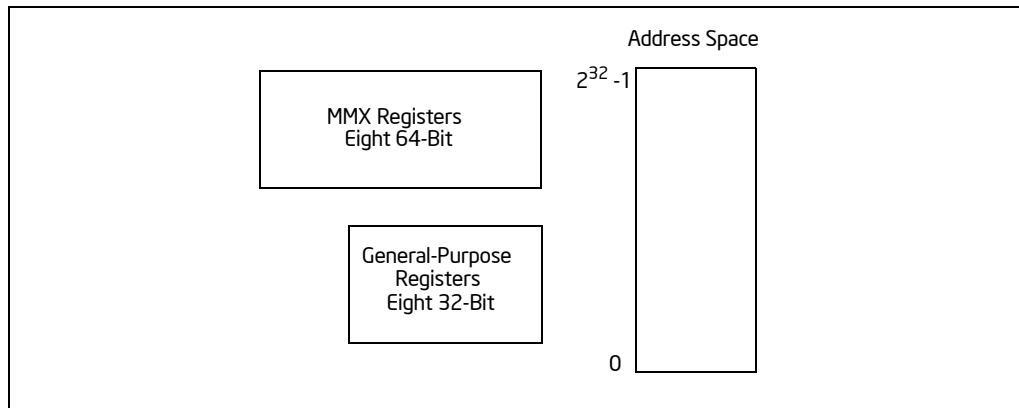 Address Space
2^32 -1
MMX Registers
Eight 64-Bit
General-Purpose
Registers
Eight 32-Bit
0